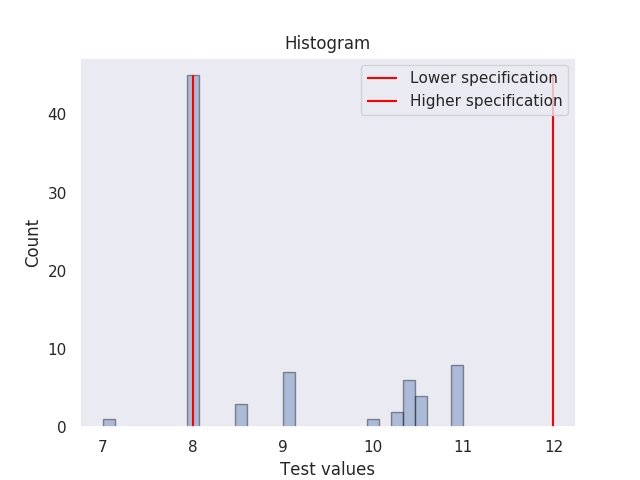 Histogram
Lower specification
Higher specification
Count
40
30
20
10
0
7 8 9 10 11 12
Test values